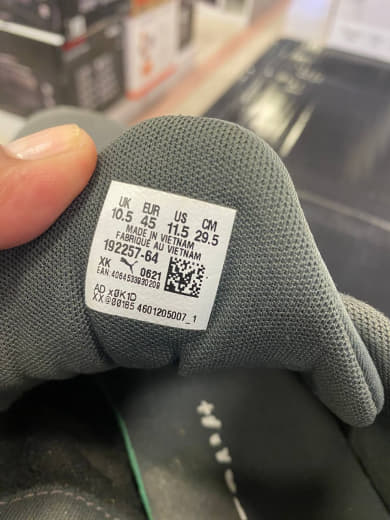 UK EUR US CM
10.5 45 11.5 29.5
MADE IN VIETNAM
FABRIQUE AU VIETNAM
192257-64
XK 0621
EAN: 4064533930209
AD x0K1D
XX@00185 4601205007_1